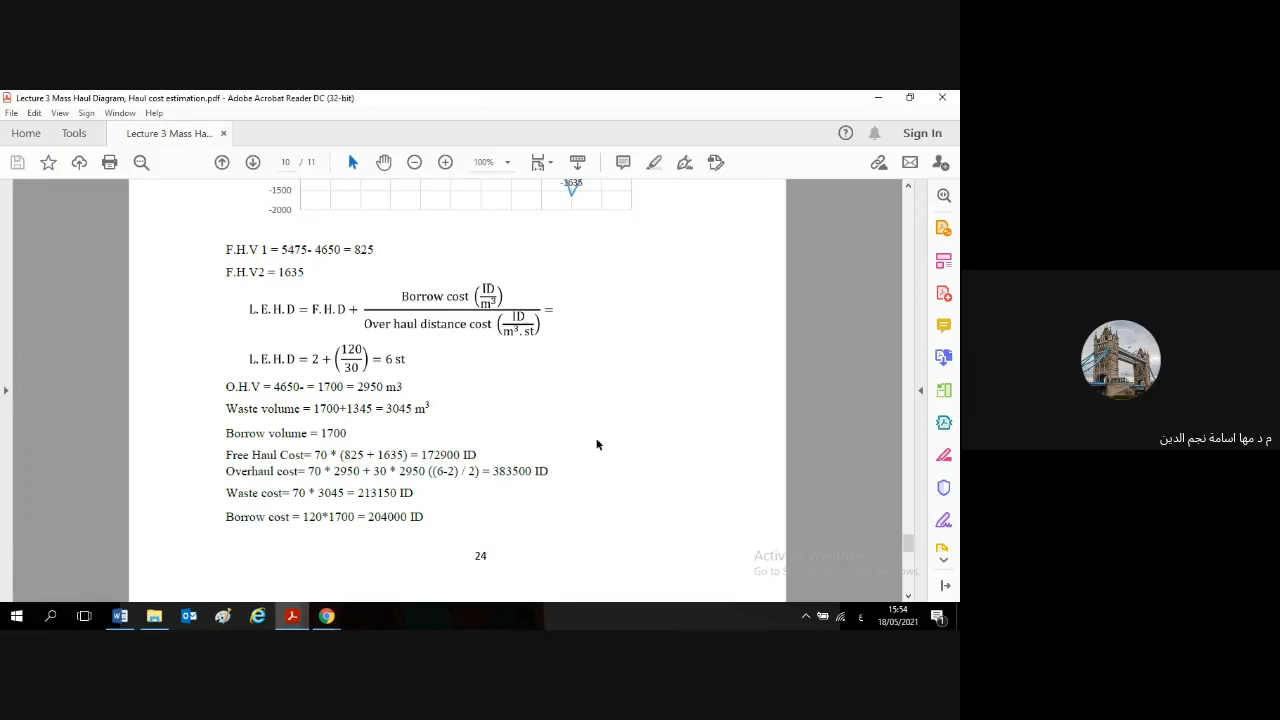 Lecture 3 Mass Haul Diagram, Haul cost estimation.pdf - Adobe Acrobat Reader DC (32-bit)
File Edit View Sign Window Help
Home Tools Lecture 3 Mass Ha... × Sign In
10 / 11 100%
-1500
-1635
-2000
F.H.V 1 = 5475- 4650 = 825
F.H.V2 = 1635
L. E. H. D = F. H. D + Borrow cost (ID/m³) / Over haul distance cost (ID/m³. st) =
L. E. H. D = 2 + (120/30) = 6 st
O.H.V = 4650- = 1700 = 2950 m3
Waste volume = 1700+1345 = 3045 m³
Borrow volume = 1700
Free Haul Cost= 70 * (825 + 1635) = 172900 ID
Overhaul cost= 70 * 2950 + 30 * 2950 ((6-2) / 2) = 383500 ID
Waste cost= 70 * 3045 = 213150 ID
Borrow cost = 120*1700 = 204000 ID
24
م د مها اسامة نجم الدين
15:54
18/05/2021
ع